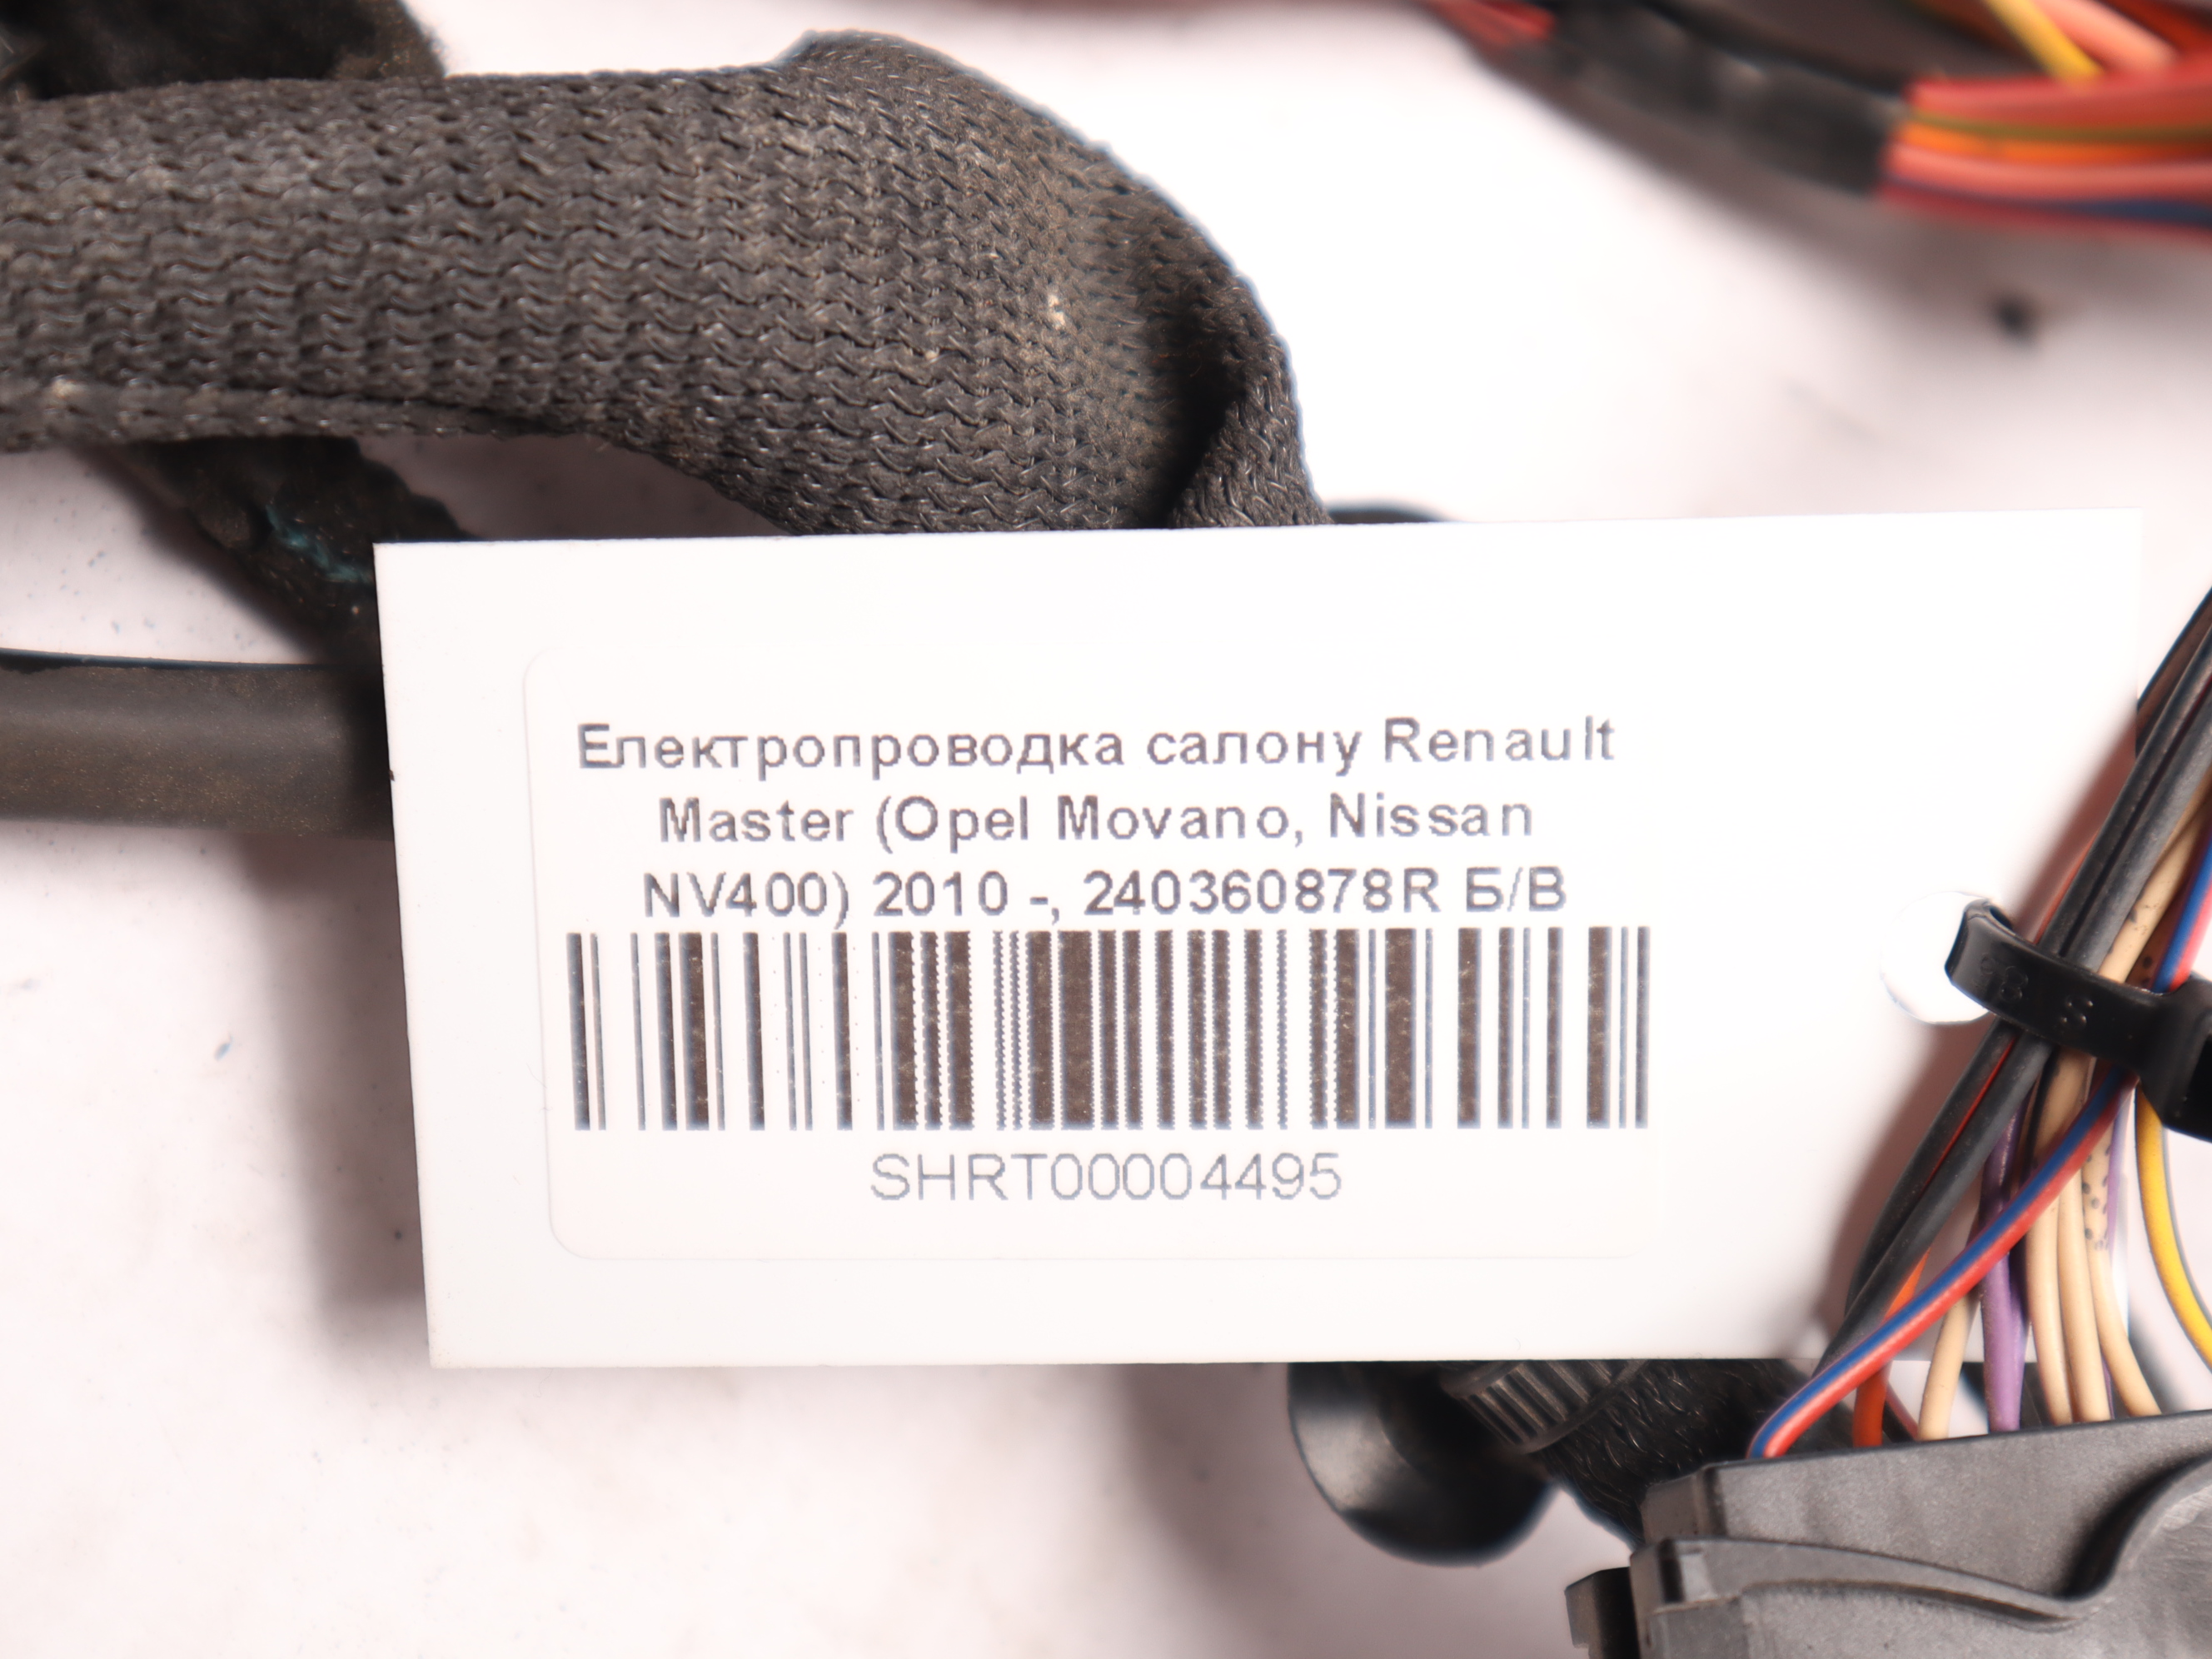 Електропроводка салону Renault
Master (Opel Movano, Nissan
NV400) 2010 -, 240360878R Б/В
SHRT00004495